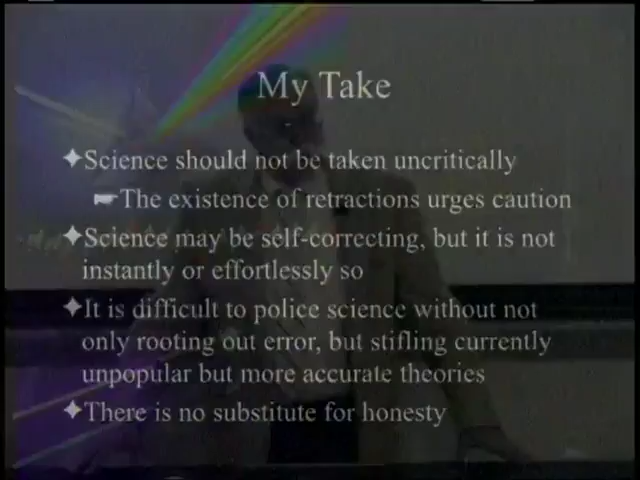 My Take
Science should not be taken uncritically
The existence of retractions urges caution
Science may be self-correcting, but it is not
instantly or effortlessly so
It is difficult to police science without not
only rooting out error, but stifling currently
unpopular but more accurate theories
There is no substitute for honesty